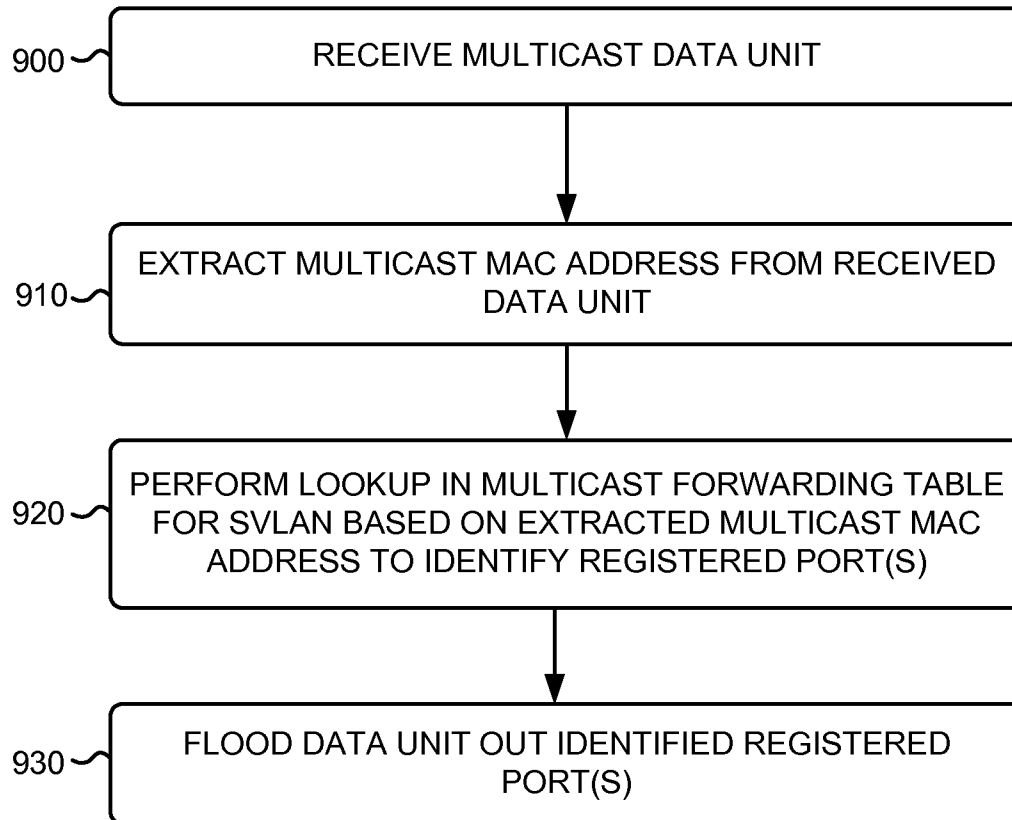 900
RECEIVE MULTICAST DATA UNIT
910
EXTRACT MULTICAST MAC ADDRESS FROM RECEIVED
DATA UNIT
920
PERFORM LOOKUP IN MULTICAST FORWARDING TABLE
FOR SVLAN BASED ON EXTRACTED MULTICAST MAC
ADDRESS TO IDENTIFY REGISTERED PORT(S)
930
FLOOD DATA UNIT OUT IDENTIFIED REGISTERED
PORT(S)